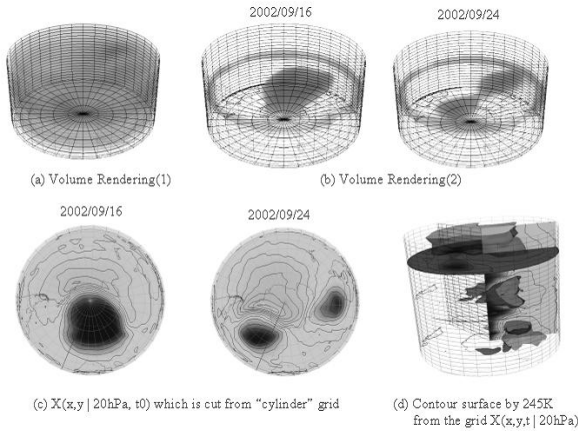 2002/09/16
2002/09/24
(a) Volume Rendering(1)
(b) Volume Rendering(2)
2002/09/16
2002/09/24
(c) X(x,y | 20hPa, t0) which is cut from “cylinder” grid
(d) Contour surface by 245K
from the grid X(x,y,t | 20hPa)